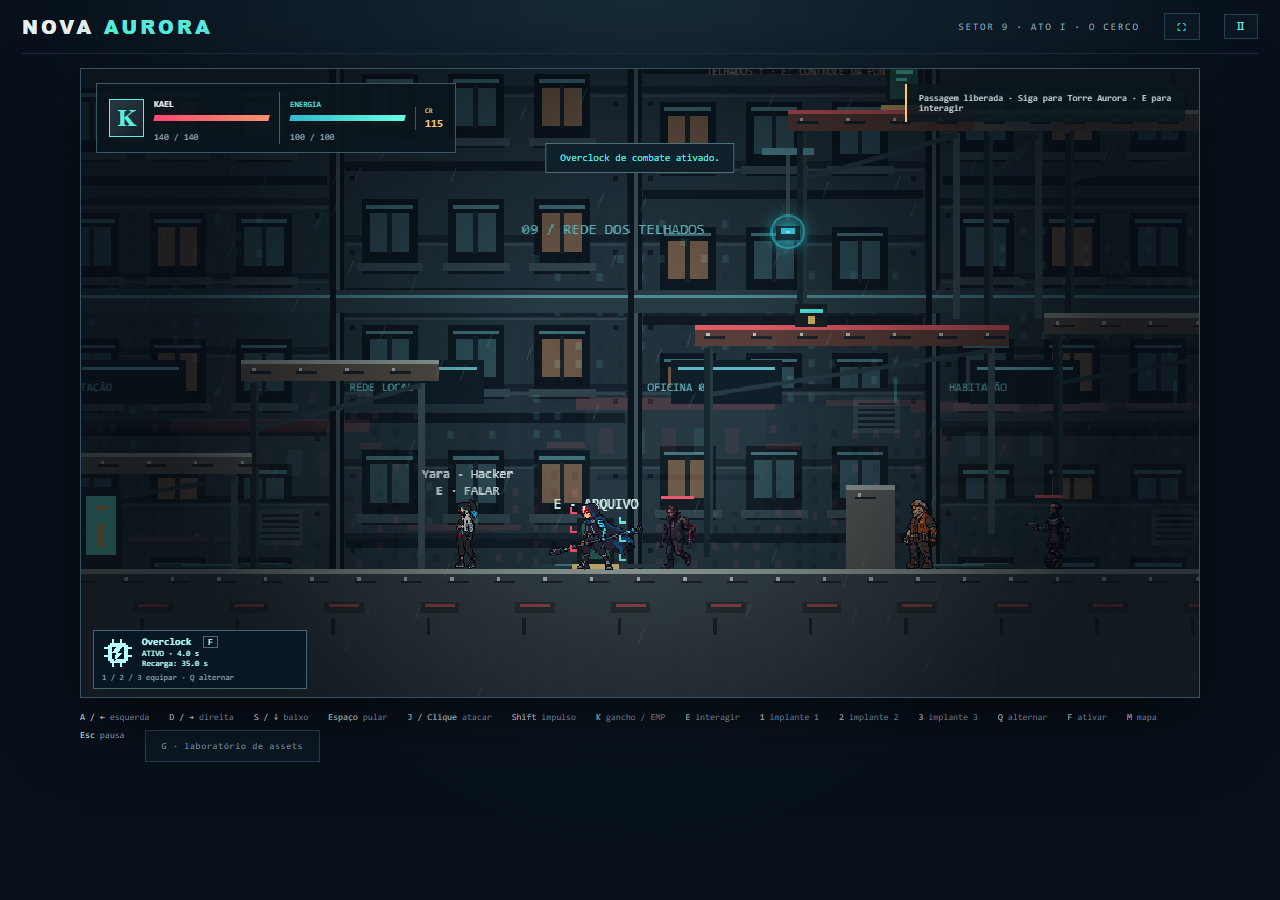 NOVA AURORA
SETOR 9 · ATO I · O CERCO
II
K
KAEL
140 / 140
ENERGIA
100 / 100
CR
115
Passagem liberada · Siga para Torre Aurora · E para
interagir
Overclock de combate ativado.
09 / REDE DOS TELHADOS
REDE LOCAL
OFICINA 0
HABITAÇÃO
Yara - Hacker
E · FALAR
Overclock F
ATIVO · 4.0 s
Recarga: 35.0 s
1 / 2 / 3 equipar · Q alternar
A / ← esquerda D / → direita S / ↓ baixo Espaço pular J / Clique atacar Shift impulso K gancho / EMP E interagir 1 implante 1 2 implante 2 3 implante 3 Q alternar F ativar M mapa
Esc pausa
G · laboratório de assets